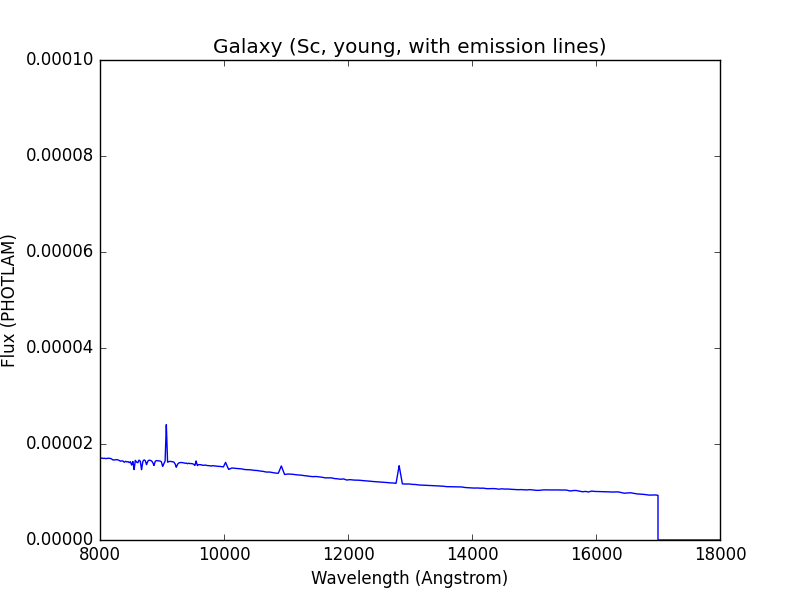 Galaxy (Sc, young, with emission lines)
0.00010
0.00008
0.00006
0.00004
0.00002
0.00000
Flux (PHOTLAM)
8000 10000 12000 14000 16000 18000
Wavelength (Angstrom)